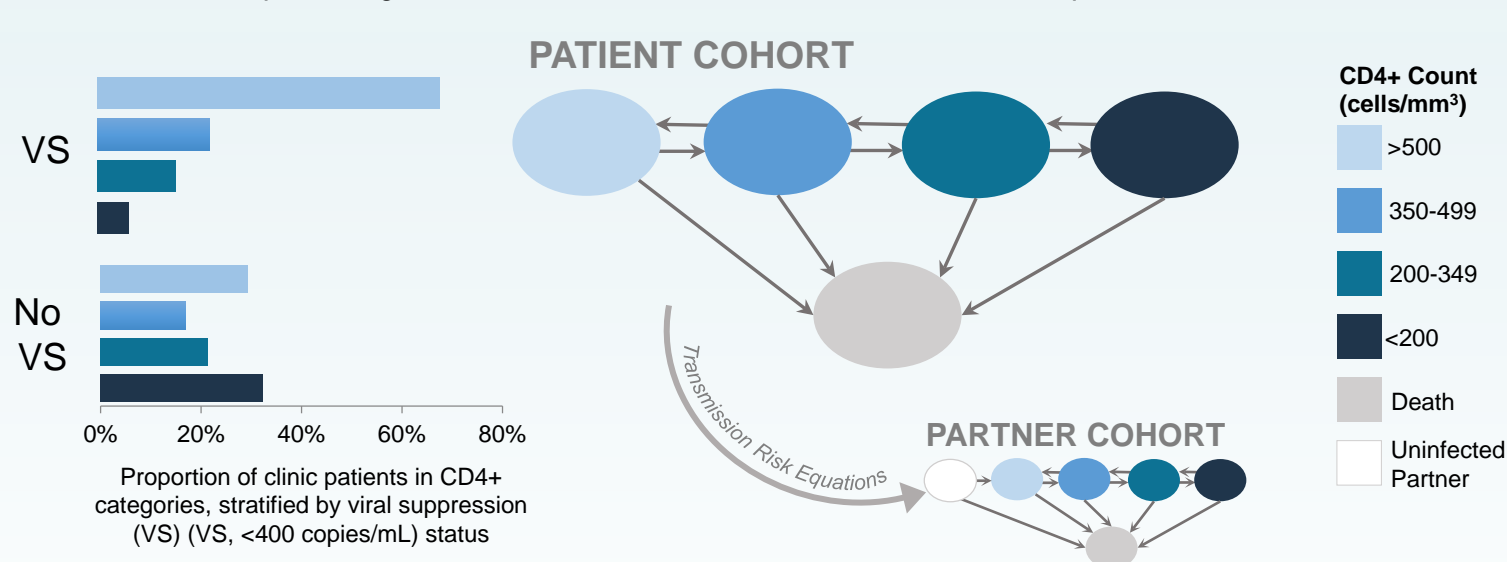 PATIENT COHORT
VS
No
VS
0% 20% 40% 60% 80%
Proportion of clinic patients in CD4+
categories, stratified by viral suppression
(VS) (VS, <400 copies/mL) status
Transmission Risk Equations
PARTNER COHORT
CD4+ Count
(cells/mm³)
>500
350-499
200-349
<200
Death
Uninfected
Partner